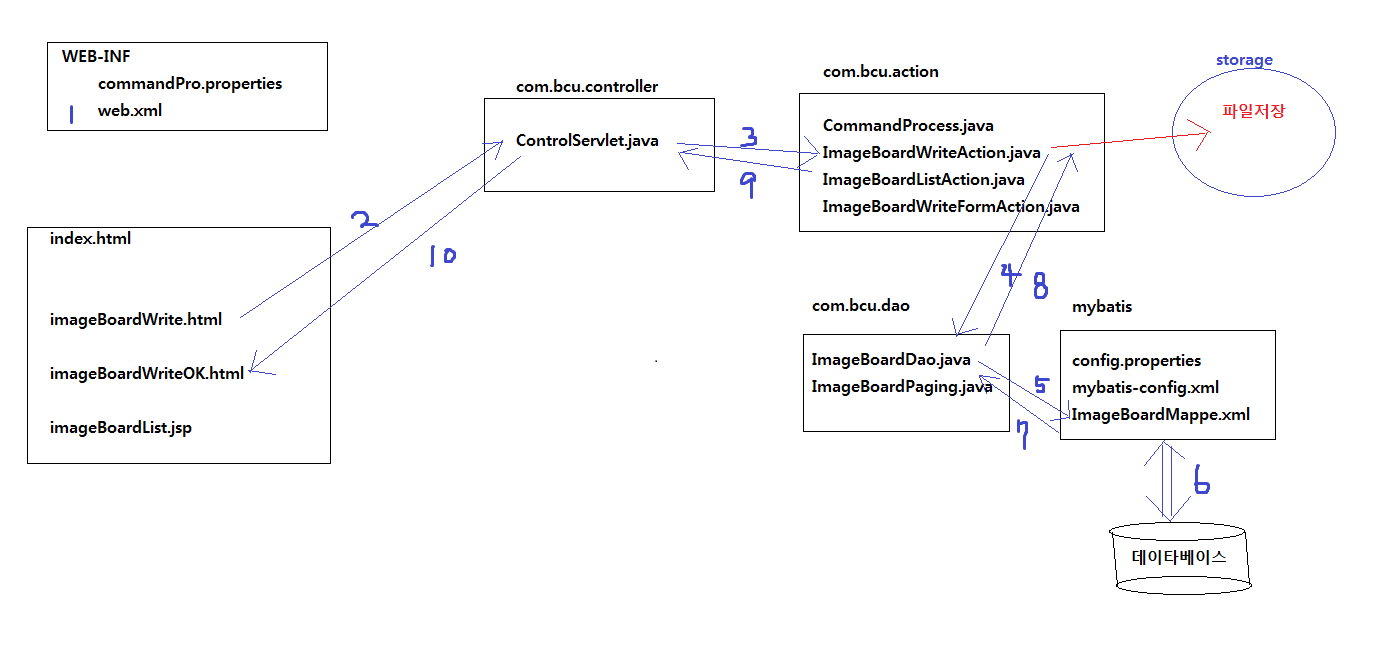 WEB-INF
commandPro.properties
1 web.xml
index.html
imageBoardWrite.html
imageBoardWriteOK.html
imageBoardList.jsp
2
10
com.bcu.controller
ControlServlet.java
3
9
com.bcu.action
CommandProcess.java
ImageBoardWriteAction.java
ImageBoardListAction.java
ImageBoardWriteFormAction.java
storage
파일저장
4 8
com.bcu.dao
ImageBoardDao.java
ImageBoardPaging.java
5
7
mybatis
config.properties
mybatis-config.xml
ImageBoardMappe.xml
6
데이타베이스